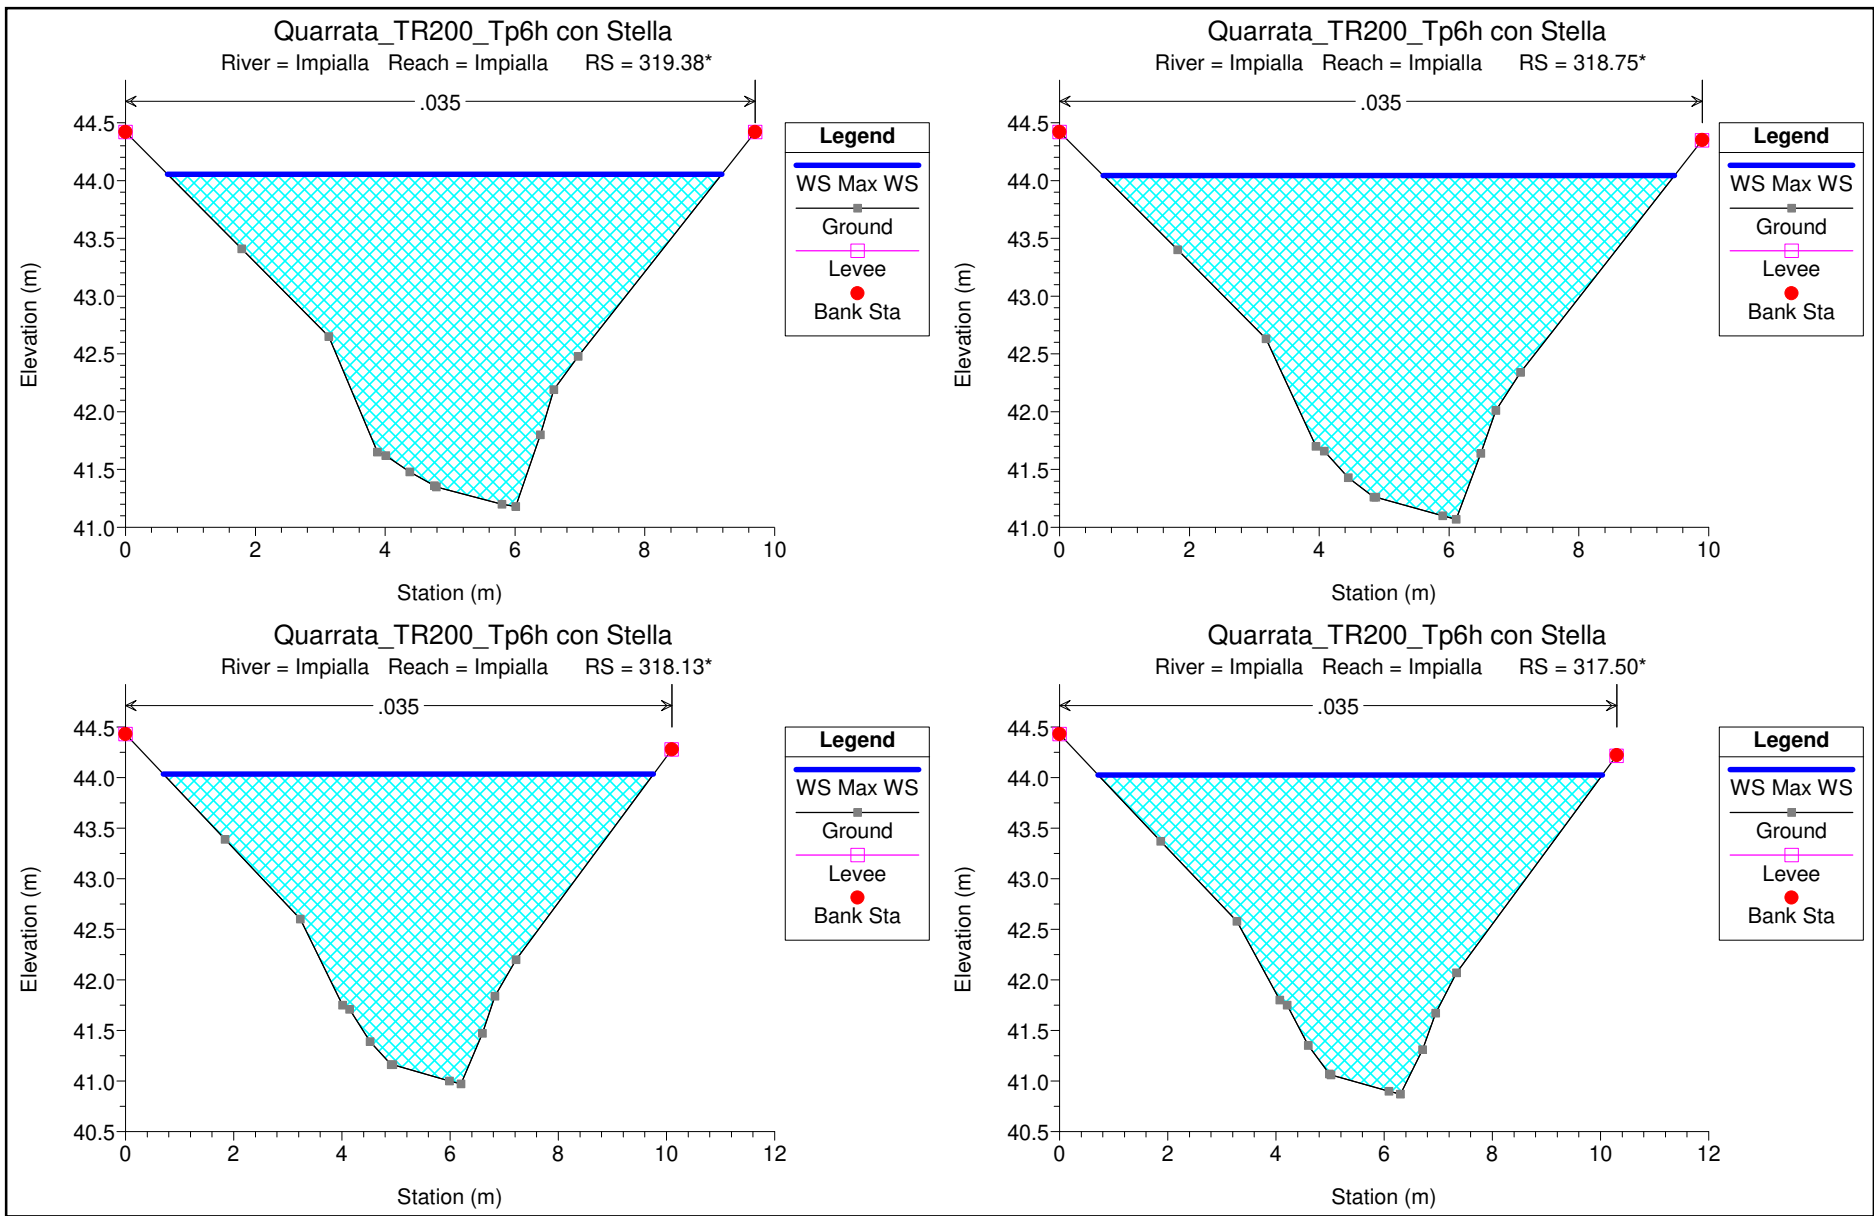 Quarrata_TR200_Tp6h con Stella
River = Impialla Reach = Impialla RS = 319.38*
.035
44.5
44.0
43.5
43.0
42.5
42.0
41.5
41.0
Elevation (m)
0 2 4 6 8 10
Station (m)
Legend
WS Max WS
Ground
Levee
Bank Sta
Quarrata_TR200_Tp6h con Stella
River = Impialla Reach = Impialla RS = 318.75*
.035
44.5
44.0
43.5
43.0
42.5
42.0
41.5
41.0
Elevation (m)
0 2 4 6 8 10
Station (m)
Legend
WS Max WS
Ground
Levee
Bank Sta
Quarrata_TR200_Tp6h con Stella
River = Impialla Reach = Impialla RS = 318.13*
.035
44.5
44.0
43.5
43.0
42.5
42.0
41.5
41.0
40.5
Elevation (m)
0 2 4 6 8 10 12
Station (m)
Legend
WS Max WS
Ground
Levee
Bank Sta
Quarrata_TR200_Tp6h con Stella
River = Impialla Reach = Impialla RS = 317.50*
.035
44.5
44.0
43.5
43.0
42.5
42.0
41.5
41.0
40.5
Elevation (m)
0 2 4 6 8 10 12
Station (m)
Legend
WS Max WS
Ground
Levee
Bank Sta